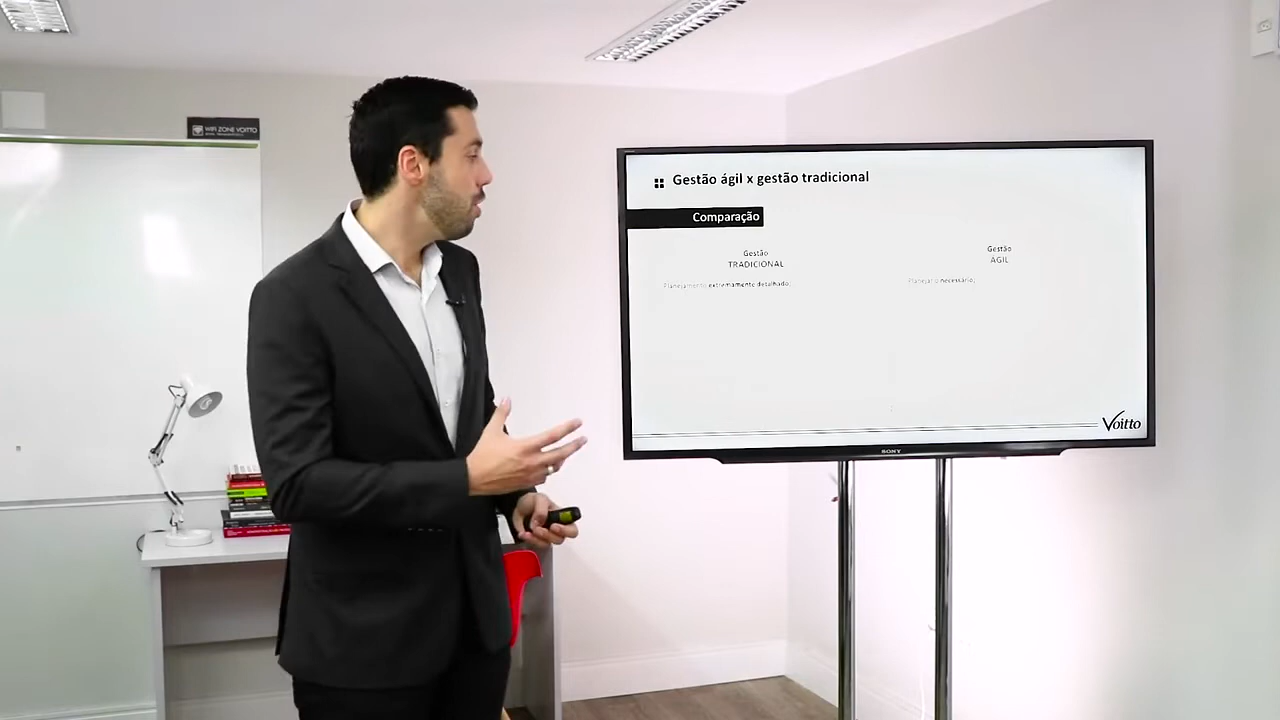 WIFI ZONE VOITTO
Gestão ágil x gestão tradicional
Comparação
Gestão
TRADICIONAL
Planejamento extremamente detalhado;
Gestão
ÁGIL
Planejar o necessário;
Voitto
SONY